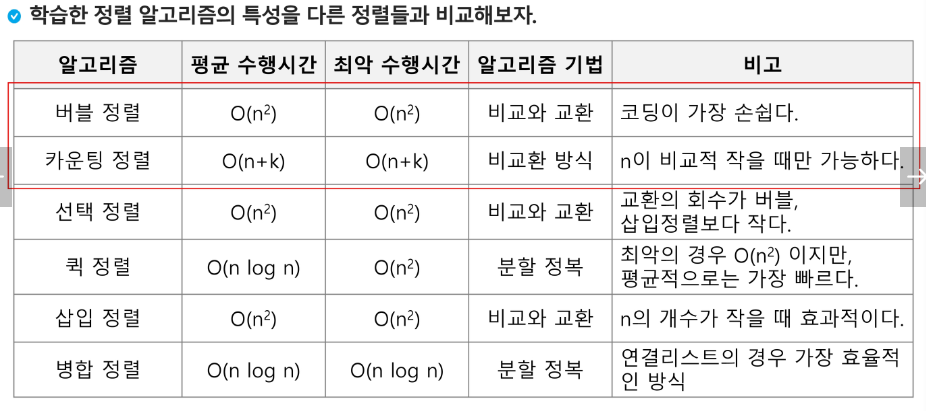 학습한 정렬 알고리즘의 특성을 다른 정렬들과 비교해보자.
알고리즘 평균 수행시간 최악 수행시간 알고리즘 기법 비고
버블 정렬 O(n²) O(n²) 비교와 교환 코딩이 가장 손쉽다.
카운팅 정렬 O(n+k) O(n+k) 비교환 방식 n이 비교적 작을 때만 가능하다.
선택 정렬 O(n²) O(n²) 비교와 교환 교환의 회수가 버블,
삽입정렬보다 작다.
퀵 정렬 O(n log n) O(n²) 분할 정복 최악의 경우 O(n²) 이지만,
평균적으로는 가장 빠르다.
삽입 정렬 O(n²) O(n²) 비교와 교환 n의 개수가 작을 때 효과적이다.
병합 정렬 O(n log n) O(n log n) 분할 정복 연결리스트의 경우 가장 효율적
인 방식